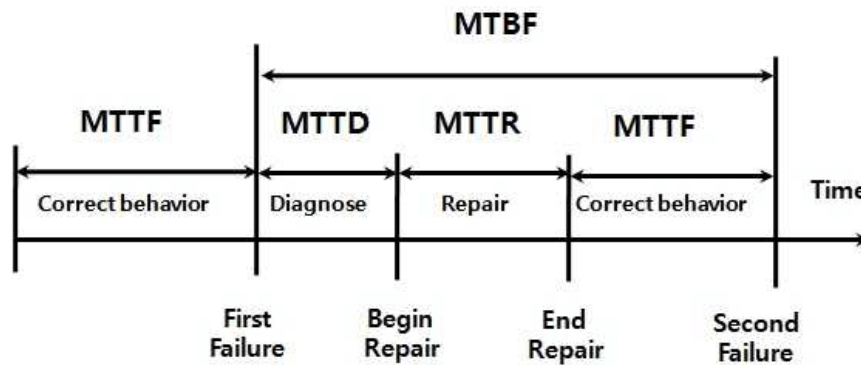 MTBF
MTTF
MTTD
MTTR
MTTF
Correct behavior
Diagnose
Repair
Correct behavior
Time
First
Failure
Begin
Repair
End
Repair
Second
Failure